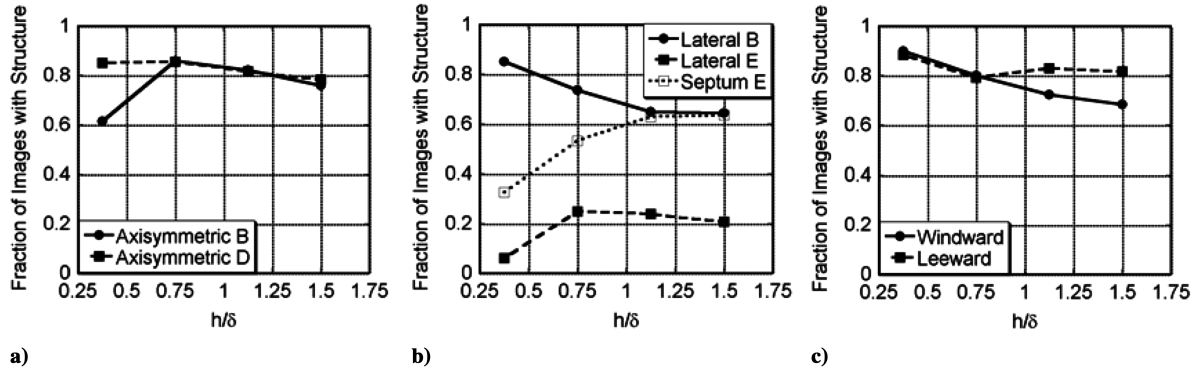 Fraction of Images with Structure
1
0.8
0.6
0.4
0.2
0
Axisymmetric B
Axisymmetric D
0.25 0.5 0.75 1 1.25 1.5 1.75
h/δ
a)
Fraction of Images with Structure
1
0.8
0.6
0.4
0.2
0
Lateral B
Lateral E
Septum E
0.25 0.5 0.75 1 1.25 1.5 1.75
h/δ
b)
Fraction of Images with Structure
1
0.8
0.6
0.4
0.2
0
Windward
Leeward
0.25 0.5 0.75 1 1.25 1.5 1.75
h/δ
c)